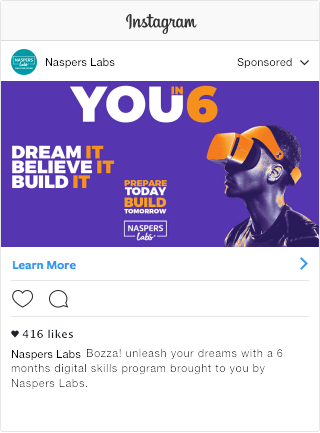 Instagram
NASPERS
Labs
Naspers Labs
Sponsored
YOU IN 6
DREAM IT
BELIEVE IT
BUILD IT
PREPARE
TODAY
BUILD
TOMORROW
NASPERS
Labs
Learn More
416 likes
Naspers Labs Bozza! unleash your dreams with a 6
months digital skills program brought to you by
Naspers Labs.